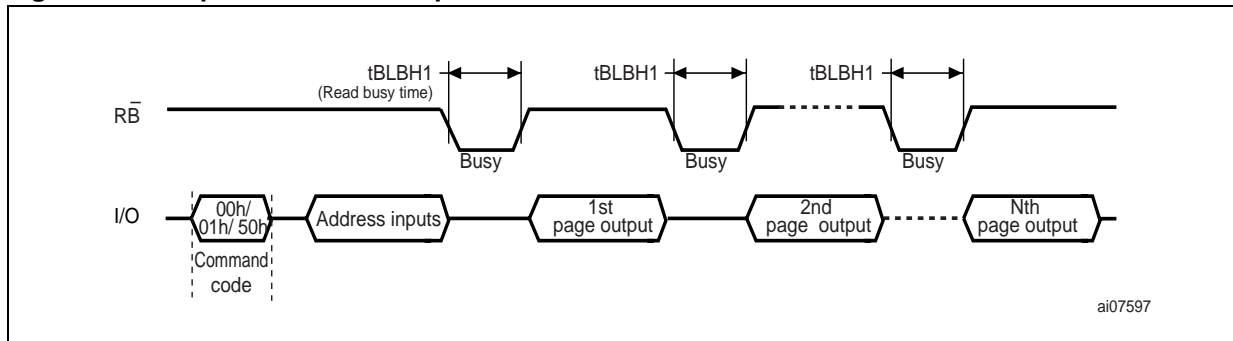 tBLBH1
(Read busy time)
tBLBH1
tBLBH1
RB̅
Busy
Busy
Busy
I/O
00h/
01h/ 50h
Address inputs
1st
page output
2nd
page output
Nth
page output
Command
code
ai07597